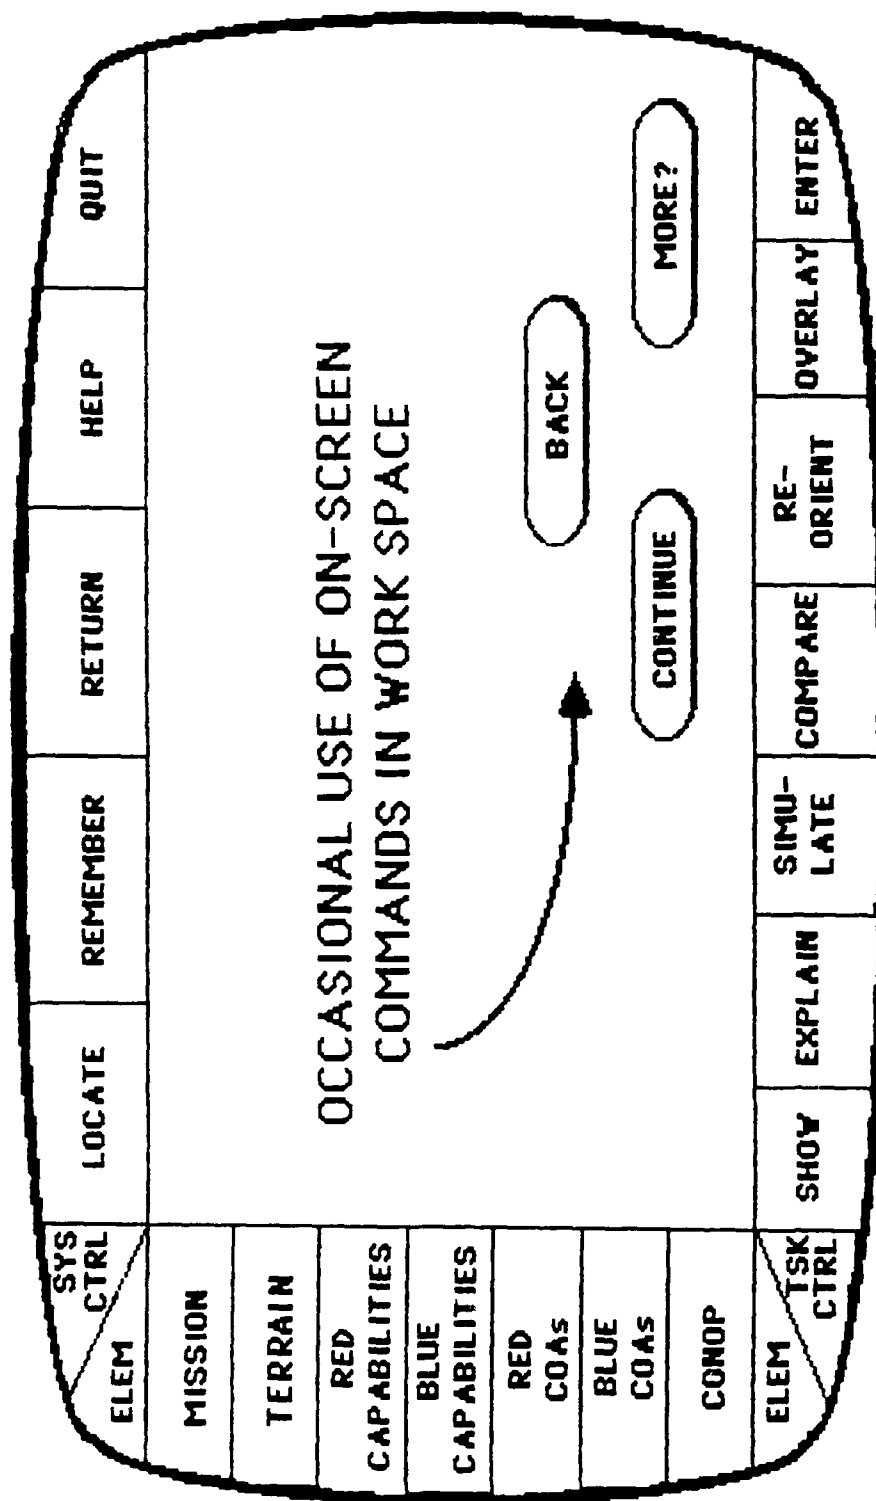 SYS
CTRL
ELEM
LOCATE
REMEMBER
RETURN
HELP
QUIT
MISSION
TERRAIN
RED
CAPABILITIES
BLUE
CAPABILITIES
RED
COAs
BLUE
COAs
CONOP
OCCASIONAL USE OF ON-SCREEN
COMMANDS IN WORK SPACE
BACK
CONTINUE
MORE?
ELEM
TSK
CTRL
SHOW
EXPLAIN
SIMU-
LATE
COMPARE
RE-
ORIENT
OVERLAY
ENTER